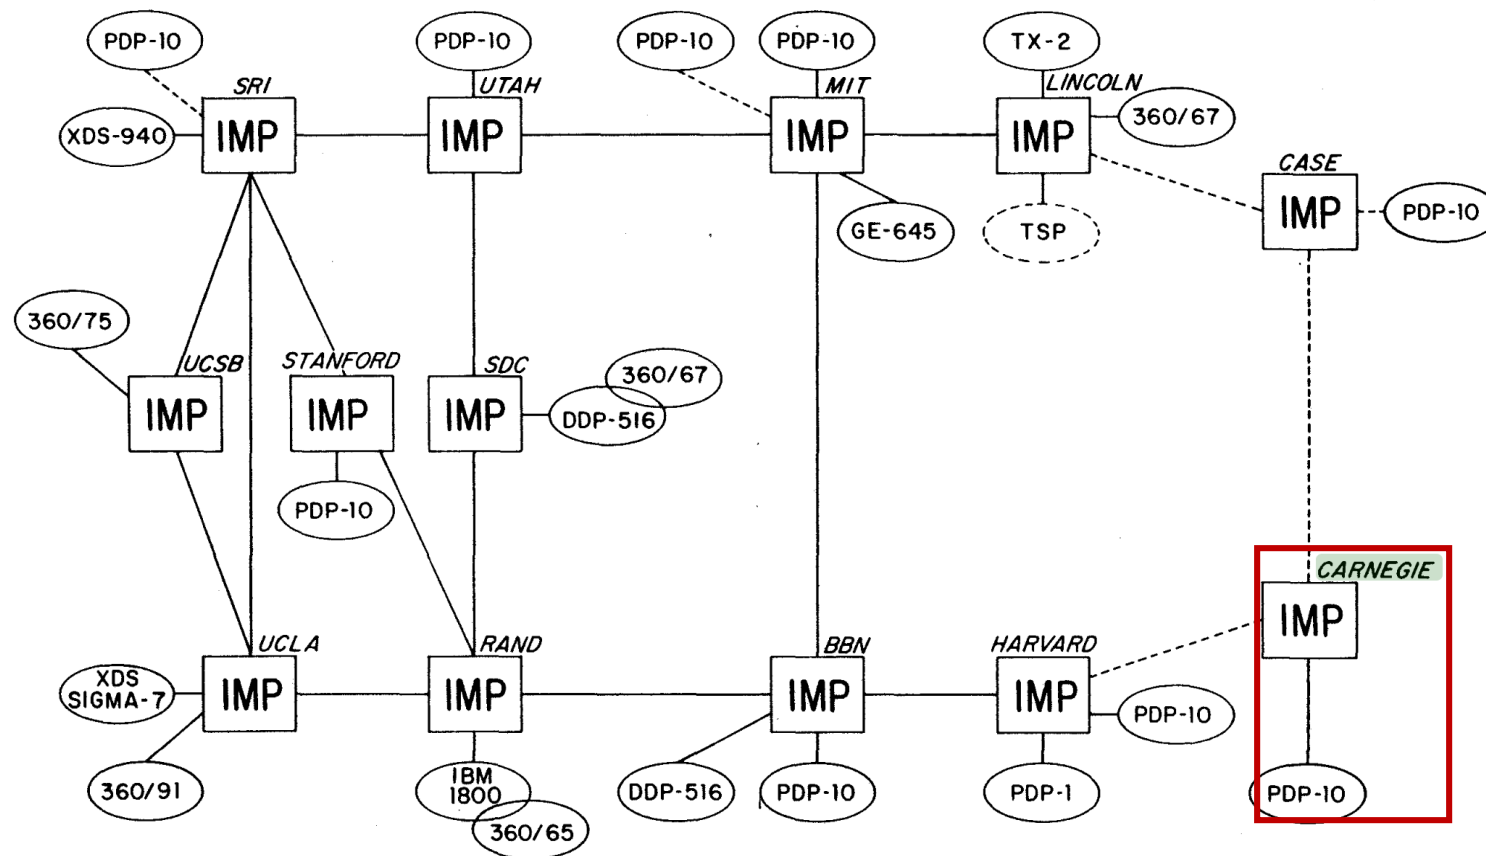 PDP-10
PDP-10
PDP-10
PDP-10
TX-2
SRI
UTAH
MIT
LINCOLN
XDS-940
IMP
IMP
IMP
IMP
360/67
CASE
IMP
PDP-10
GE-645
TSP
360/75
UCSB
STANFORD
SDC
360/67
IMP
IMP
IMP
DDP-516
PDP-10
CARNEGIE
IMP
UCLA
RAND
BBN
HARVARD
XDS
SIGMA-7
IMP
IMP
IMP
IMP
PDP-10
360/91
IBM
1800
360/65
DDP-516
PDP-10
PDP-1
PDP-10